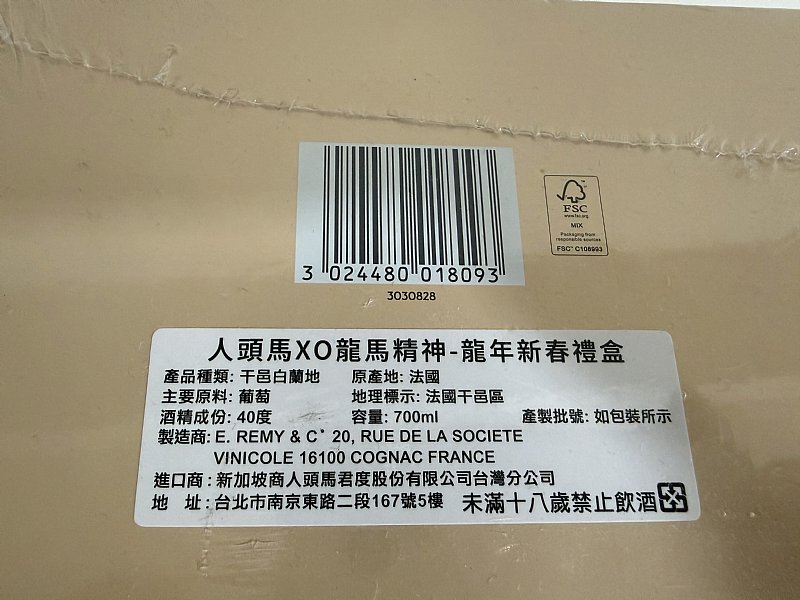 3 024480 018093
3030828
FSC
www.fsc.org
MIX
Packaging from
responsible sources
FSC™ C108993
人頭馬XO龍馬精神-龍年新春禮盒
產品種類: 干邑白蘭地 原產地: 法國
主要原料: 葡萄 地理標示: 法國干邑區
酒精成份: 40度 容量: 700ml 產製批號: 如包裝所示
製造商: E. REMY & C° 20, RUE DE LA SOCIETE
VINICOLE 16100 COGNAC FRANCE
進口商: 新加坡商人頭馬君度股份有限公司台灣分公司
地 址: 台北市南京東路二段167號5樓 未滿十八歲禁止飲酒